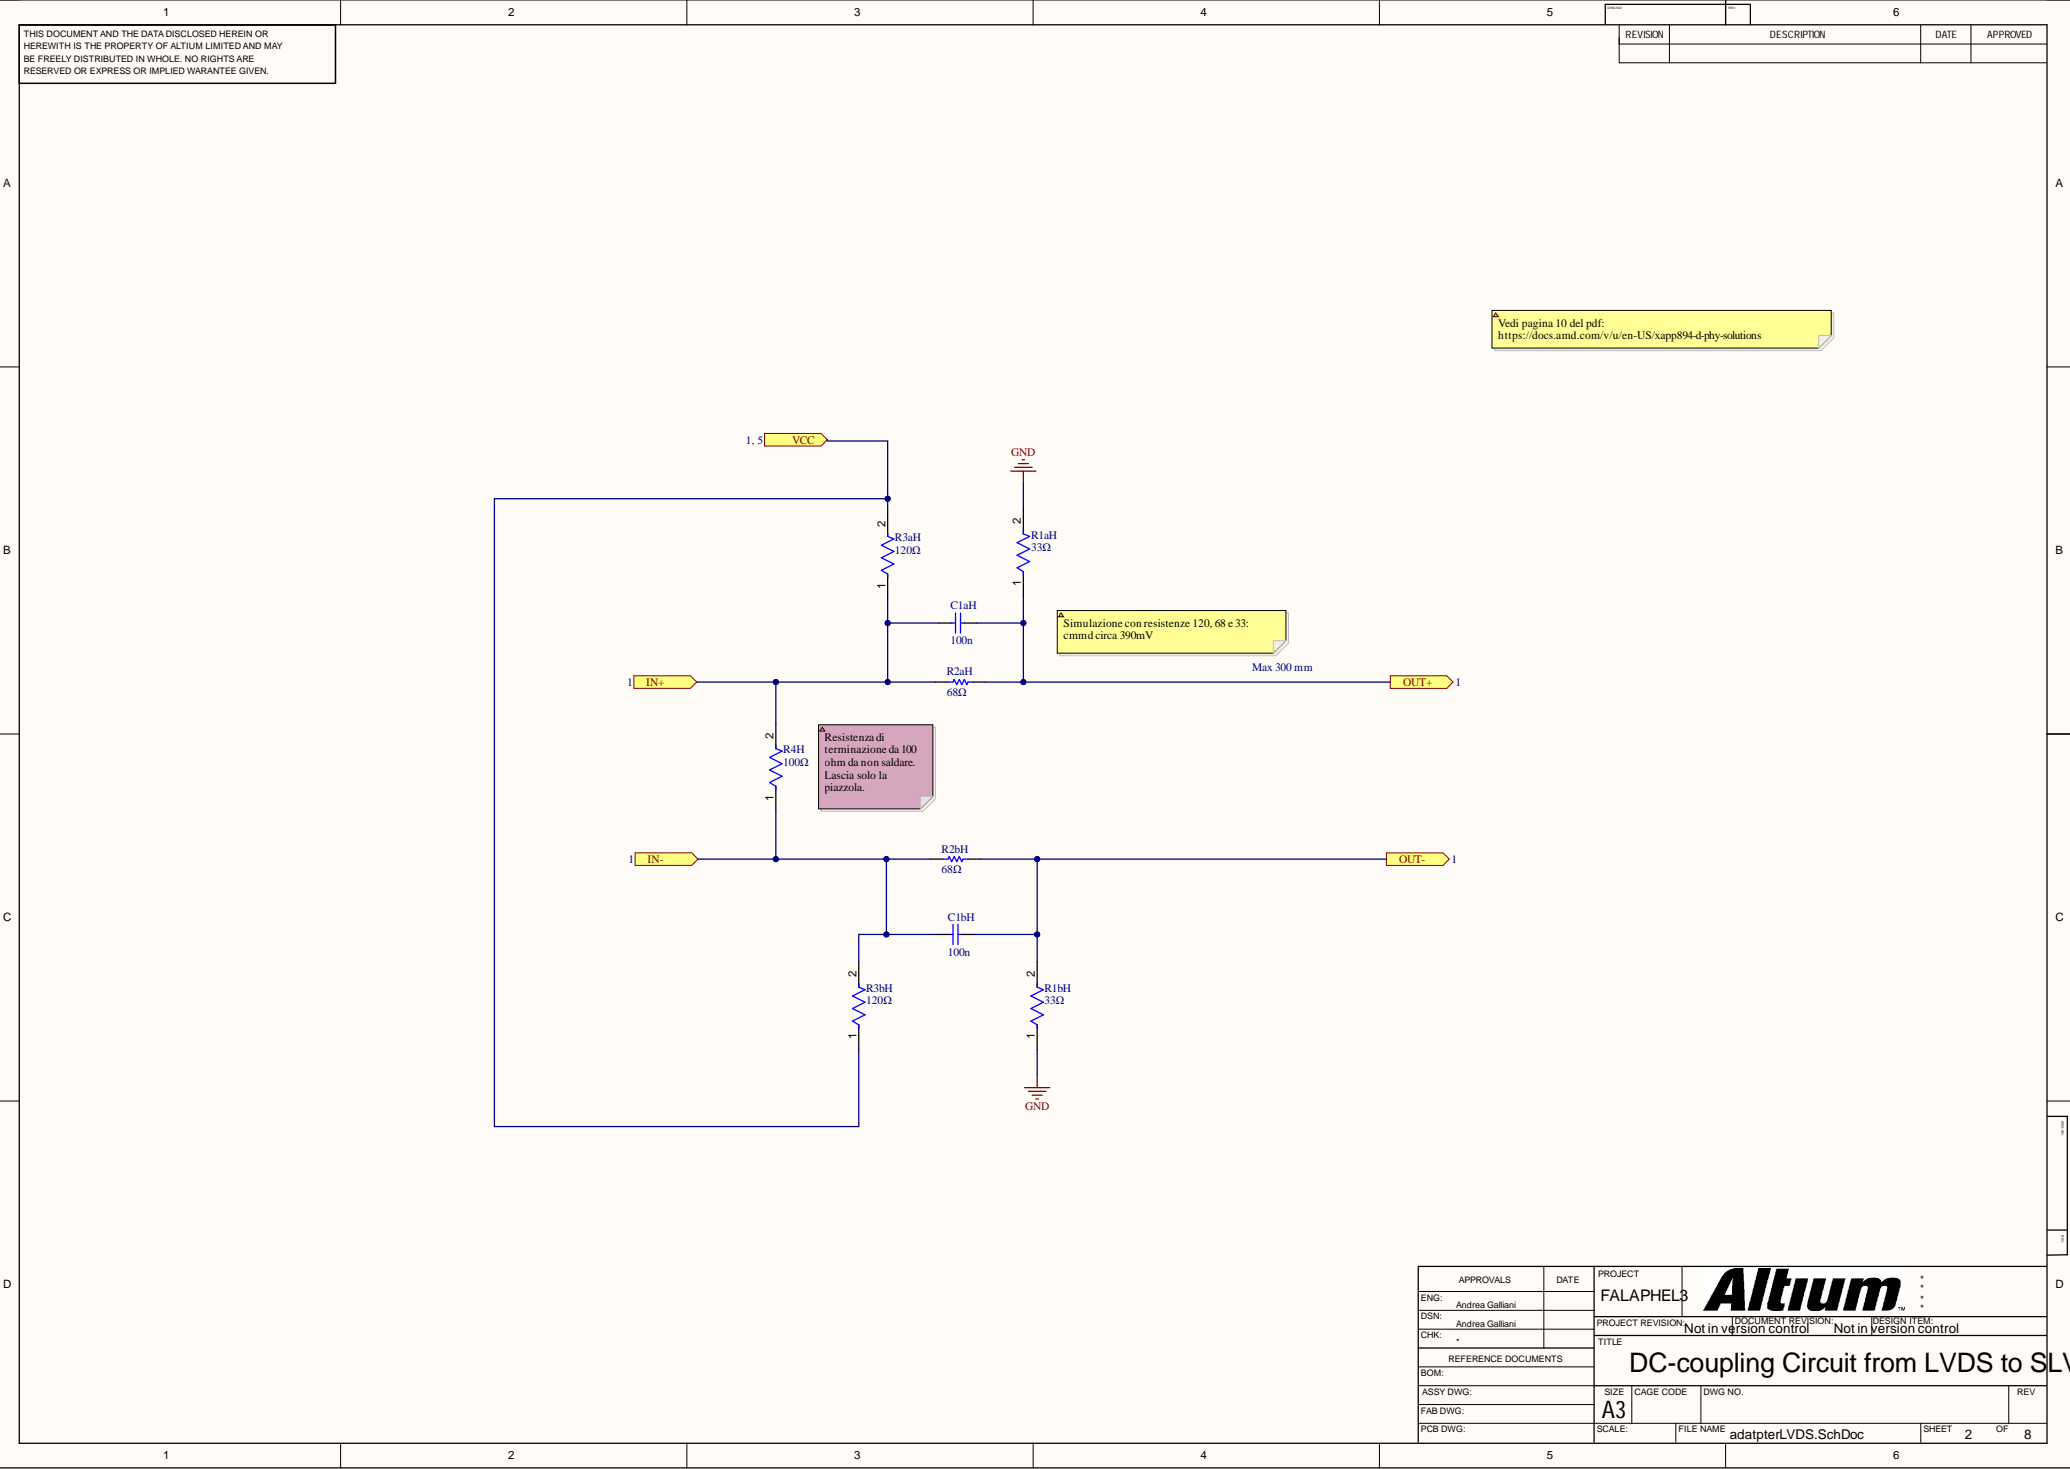 1 2 3 4 5 6
THIS DOCUMENT AND THE DATA DISCLOSED HEREIN OR
HEREWITH IS THE PROPERTY OF ALTIUM LIMITED AND MAY
BE FREELY DISTRIBUTED IN WHOLE. NO RIGHTS ARE
RESERVED OR EXPRESS OR IMPLIED WARANTEE GIVEN.
REVISION DESCRIPTION DATE APPROVED
A A
Vedi pagina 10 del pdf:
https://docs.amd.com/v/u/en-US/xapp894-d-phy-solutions
1, 5 VCC
GND
2 2
R3aH
120Ω
R1aH
33Ω
B B
1 1
C1aH
100n
Simulazione con resistenze 120, 68 e 33:
cmmd circa 390mV
Max 300 mm
1 IN+
R2aH
68Ω
OUT+ 1
2
R4H
100Ω
1
Resistenza di
terminazione da 100
ohm da non saldare.
Lascia solo la
piazzola.
1 IN-
R2bH
68Ω
OUT- 1
C C
C1bH
100n
2 2
R3bH
120Ω
R1bH
33Ω
1 1
GND
D D
APPROVALS DATE
ENG: Andrea Galliani
DSN: Andrea Galliani
CHK: *
REFERENCE DOCUMENTS
BOM:
ASSY DWG:
FAB DWG:
PCB DWG:
PROJECT
FALAPHEL3
Altium TM
*
*
*
*
PROJECT REVISION: Not in version control
DOCUMENT REVISION: Not in version control
DESIGN ITEM:
TITLE
DC-coupling Circuit from LVDS to SLV
SIZE CAGE CODE DWG NO. REV
A3
SCALE: FILE NAME adatpterLVDS.SchDoc SHEET 2 OF 8
1 2 3 4 5 6